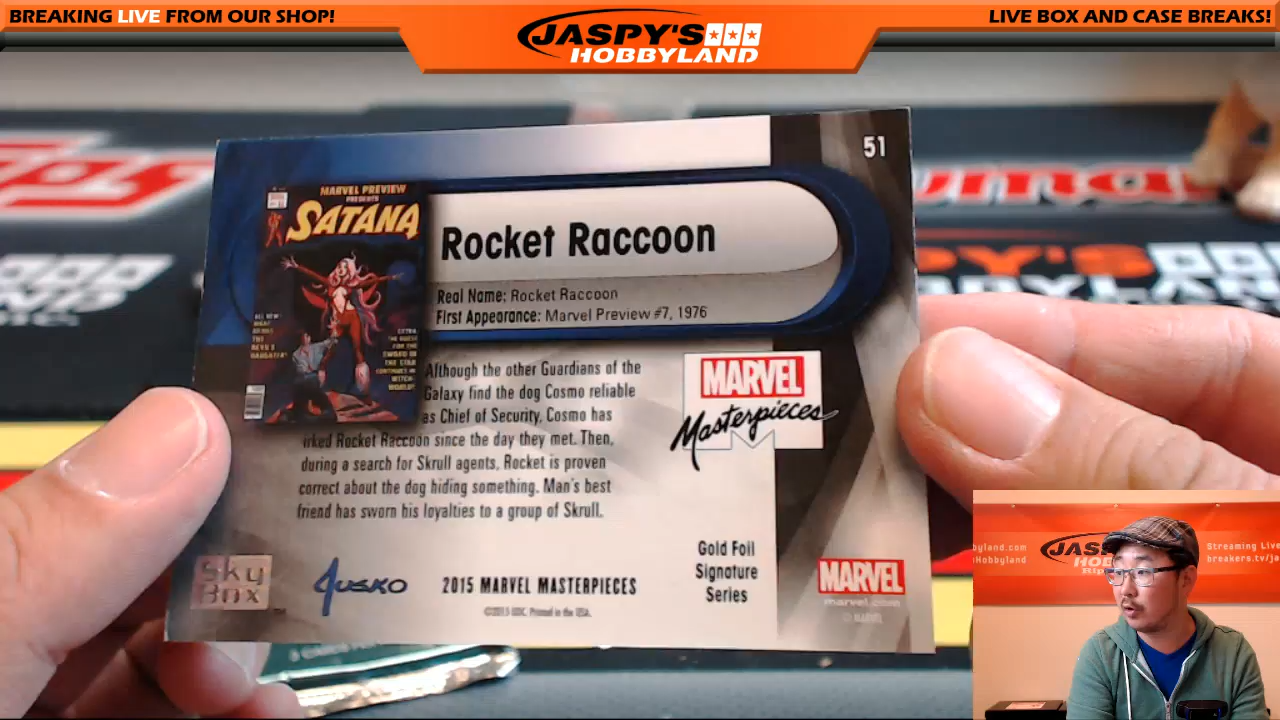 BREAKING LIVE FROM OUR SHOP!
JASPY'S
HOBBYLAND
LIVE BOX AND CASE BREAKS!
51
MARVEL PREVIEW
PRESENTS
SATANA
Rocket Raccoon
Real Name: Rocket Raccoon
First Appearance: Marvel Preview #7, 1976
Although the other Guardians of the
Galaxy find the dog Cosmo reliable
as Chief of Security, Cosmo has
irked Rocket Raccoon since the day they met. Then,
during a search for Skrull agents, Rocket is proven
correct about the dog hiding something. Man's best
friend has sworn his loyalties to a group of Skrull.
MARVEL
Masterpieces
Gold Foil
Signature
Series
Sky
Box
Jusko
2015 MARVEL MASTERPIECES
MARVEL
marvel.com
Streaming Live